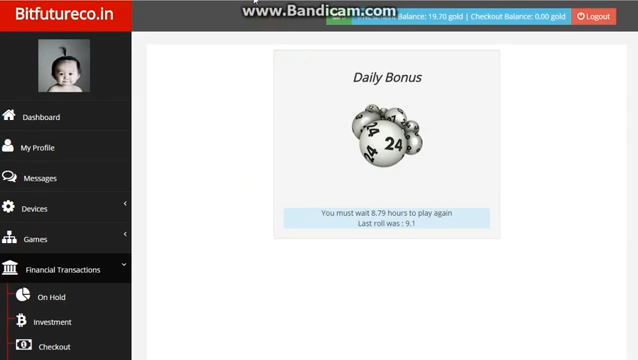 Bitfutureco.in
www.Bandicam.com
Balance: 19,70 gold | Checkout Balance: 0,00 gold
Logout
Daily Bonus
24
24
24
You must wait 8.79 hours to play again
Last roll was : 9.1
Dashboard
My Profile
Messages
Devices
Games
Financial Transactions
On Hold
Investment
Checkout